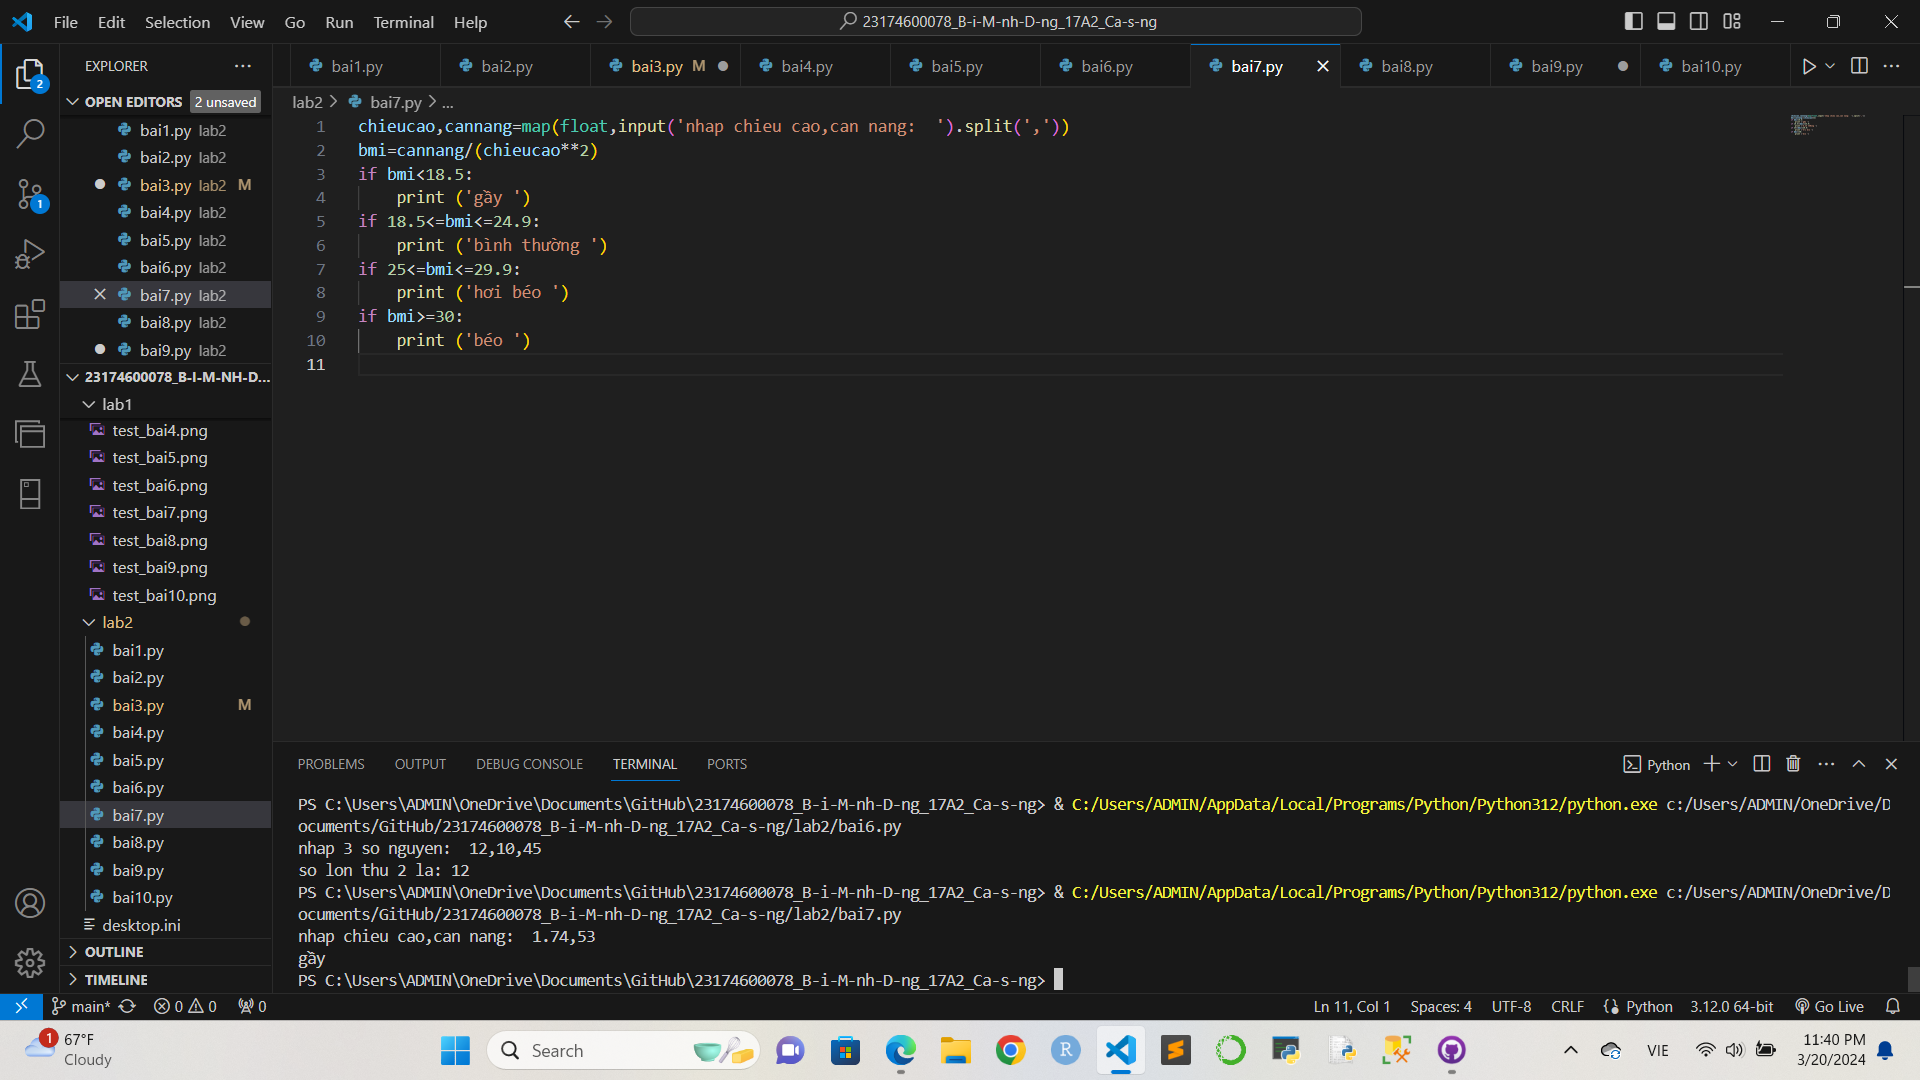 File Edit Selection View Go Run Terminal Help
23174600078_B-i-M-nh-D-ng_17A2_Ca-s-ng
EXPLORER
bai1.py
bai2.py
bai3.py M
bai4.py
bai5.py
bai6.py
bai7.py
bai8.py
bai9.py
bai10.py
2
1
OPEN EDITORS 2 unsaved
bai1.py lab2
bai2.py lab2
bai3.py lab2 M
bai4.py lab2
bai5.py lab2
bai6.py lab2
bai7.py lab2
bai8.py lab2
bai9.py lab2
23174600078_B-I-M-NH-D...
lab1
test_bai4.png
test_bai5.png
test_bai6.png
test_bai7.png
test_bai8.png
test_bai9.png
test_bai10.png
lab2
bai1.py
bai2.py
bai3.py M
bai4.py
bai5.py
bai6.py
bai7.py
bai8.py
bai9.py
bai10.py
desktop.ini
OUTLINE
TIMELINE
lab2 > bai7.py > ...
1 chieucao,cannang=map(float,input('nhap chieu cao,can nang:  ').split(','))
2 bmi=cannang/(chieucao**2)
3 if bmi<18.5:
4     print ('gầy ')
5 if 18.5<=bmi<=24.9:
6     print ('bình thường ')
7 if 25<=bmi<=29.9:
8     print ('hơi béo ')
9 if bmi>=30:
10     print ('béo ')
11
PROBLEMS OUTPUT DEBUG CONSOLE TERMINAL PORTS
Python
PS C:\Users\ADMIN\OneDrive\Documents\GitHub\23174600078_B-i-M-nh-D-ng_17A2_Ca-s-ng> & C:/Users/ADMIN/AppData/Local/Programs/Python/Python312/python.exe c:/Users/ADMIN/OneDrive/D
ocuments/GitHub/23174600078_B-i-M-nh-D-ng_17A2_Ca-s-ng/lab2/bai6.py
nhap 3 so nguyen:  12,10,45
so lon thu 2 la: 12
PS C:\Users\ADMIN\OneDrive\Documents\GitHub\23174600078_B-i-M-nh-D-ng_17A2_Ca-s-ng> & C:/Users/ADMIN/AppData/Local/Programs/Python/Python312/python.exe c:/Users/ADMIN/OneDrive/D
ocuments/GitHub/23174600078_B-i-M-nh-D-ng_17A2_Ca-s-ng/lab2/bai7.py
nhap chieu cao,can nang:  1.74,53
gầy
PS C:\Users\ADMIN\OneDrive\Documents\GitHub\23174600078_B-i-M-nh-D-ng_17A2_Ca-s-ng>
main* 0 0 0
Ln 11, Col 1 Spaces: 4 UTF-8 CRLF Python 3.12.0 64-bit Go Live
1
67°F
Cloudy
Search
R
VIE
11:40 PM
3/20/2024